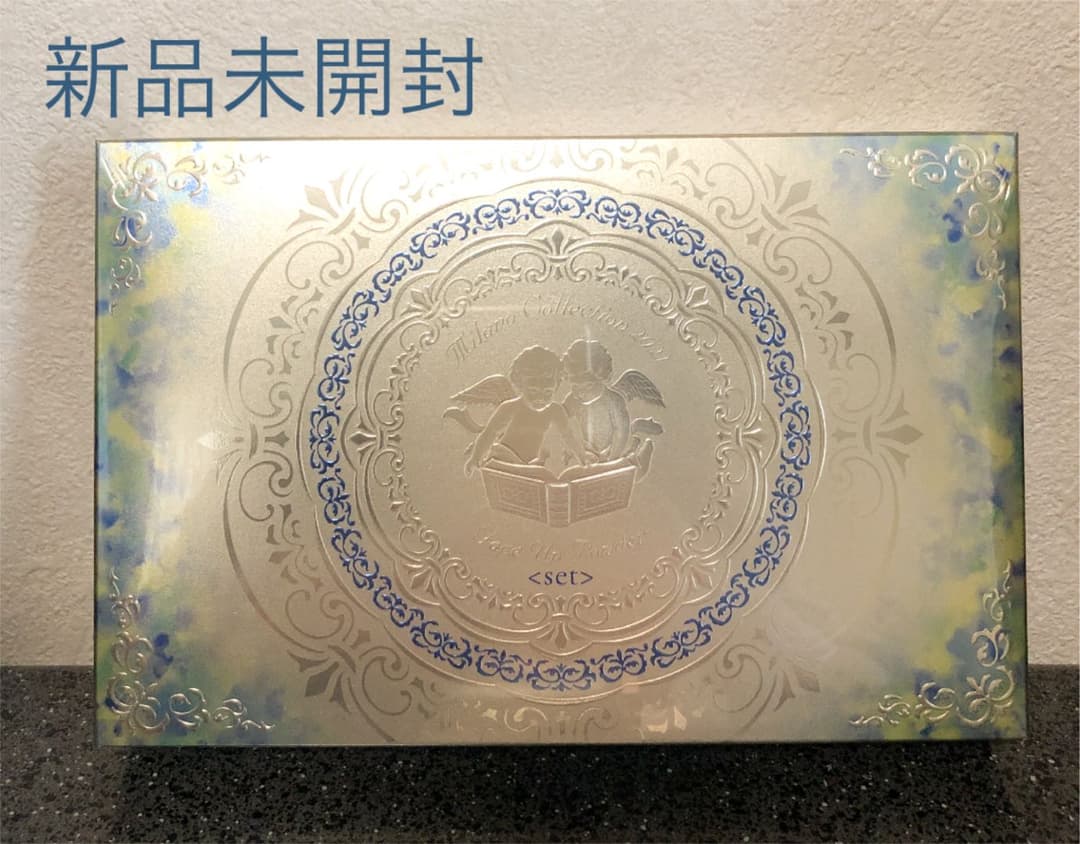 新品未開封
Milano Collection 2021
Face Up Powder
<set>